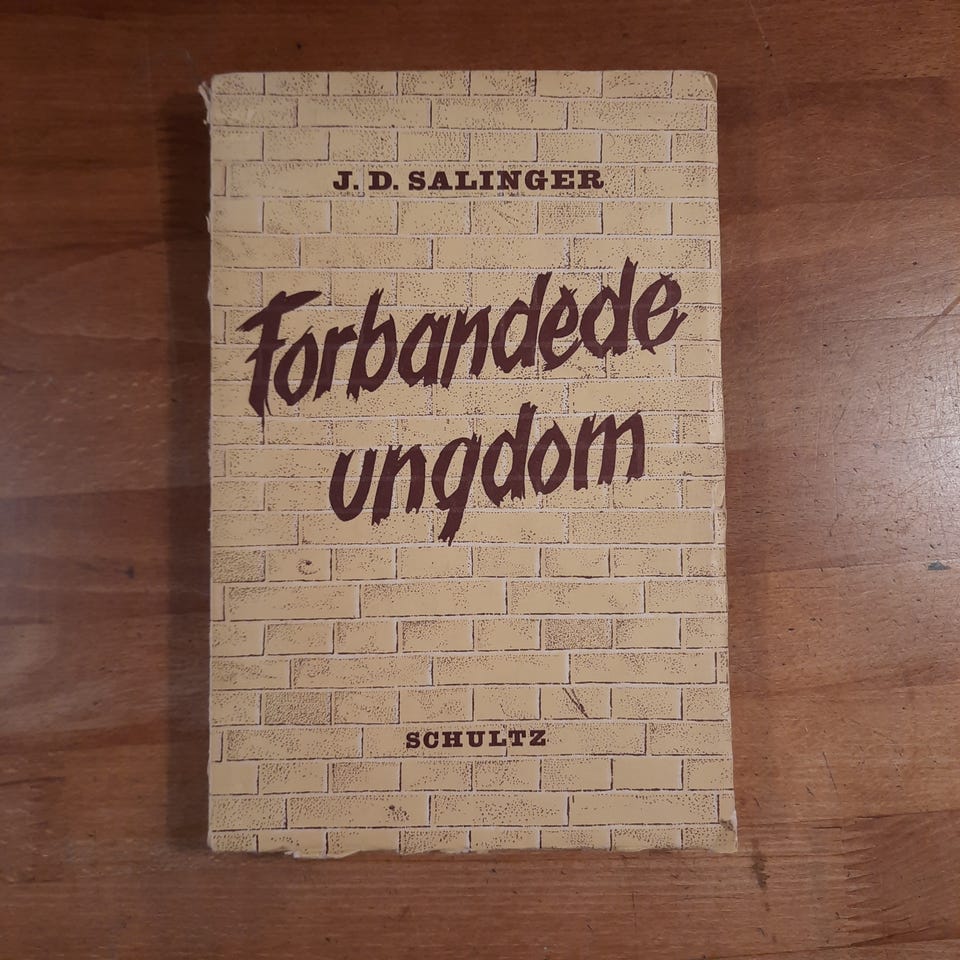 J. D. SALINGER
Forbandede
ungdom
SCHULTZ